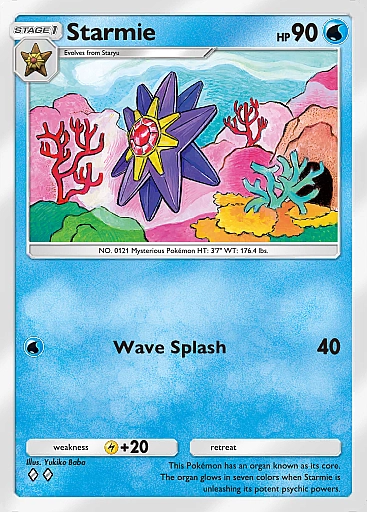 STAGE 1
Starmie
HP 90
Evolves from Staryu
NO. 0121 Mysterious Pokémon HT: 3'7" WT: 176.4 lbs.
Wave Splash 40
weakness +20 retreat
Illus. Yukiko Baba
This Pokémon has an organ known as its core.
The organ glows in seven colors when Starmie is
unleashing its potent psychic powers.